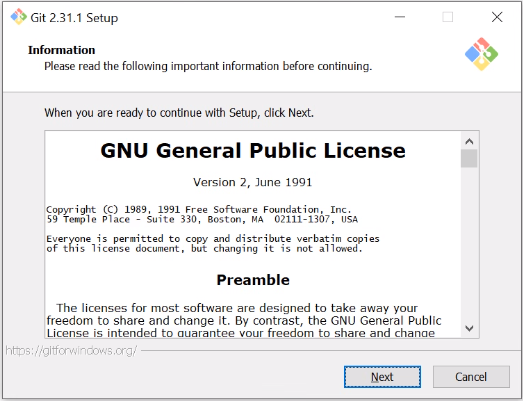 Git 2.31.1 Setup
Information
Please read the following important information before continuing.
When you are ready to continue with Setup, click Next.
GNU General Public License
Version 2, June 1991
Copyright (C) 1989, 1991 Free Software Foundation, Inc.
59 Temple Place - Suite 330, Boston, MA  02111-1307, USA
Everyone is permitted to copy and distribute verbatim copies
of this license document, but changing it is not allowed.
Preamble
The licenses for most software are designed to take away your
freedom to share and change it. By contrast, the GNU General Public
License is intended to guarantee your freedom to share and change
https://gitforwindows.org/
Next
Cancel